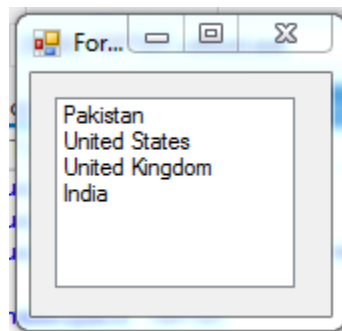 For...
Pakistan
United States
United Kingdom
India